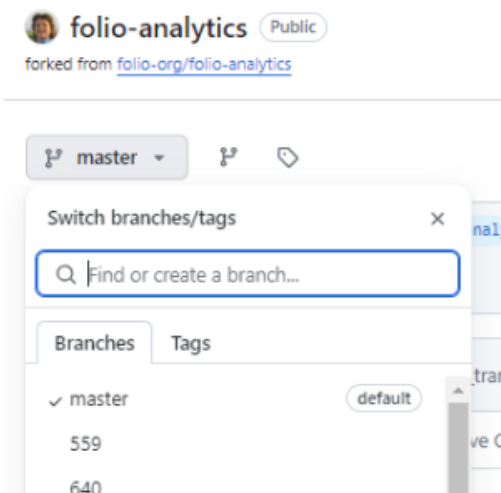 folio-analytics Public
forked from folio-org/folio-analytics
master
Switch branches/tags
Find or create a branch...
Branches Tags
master default
559
640